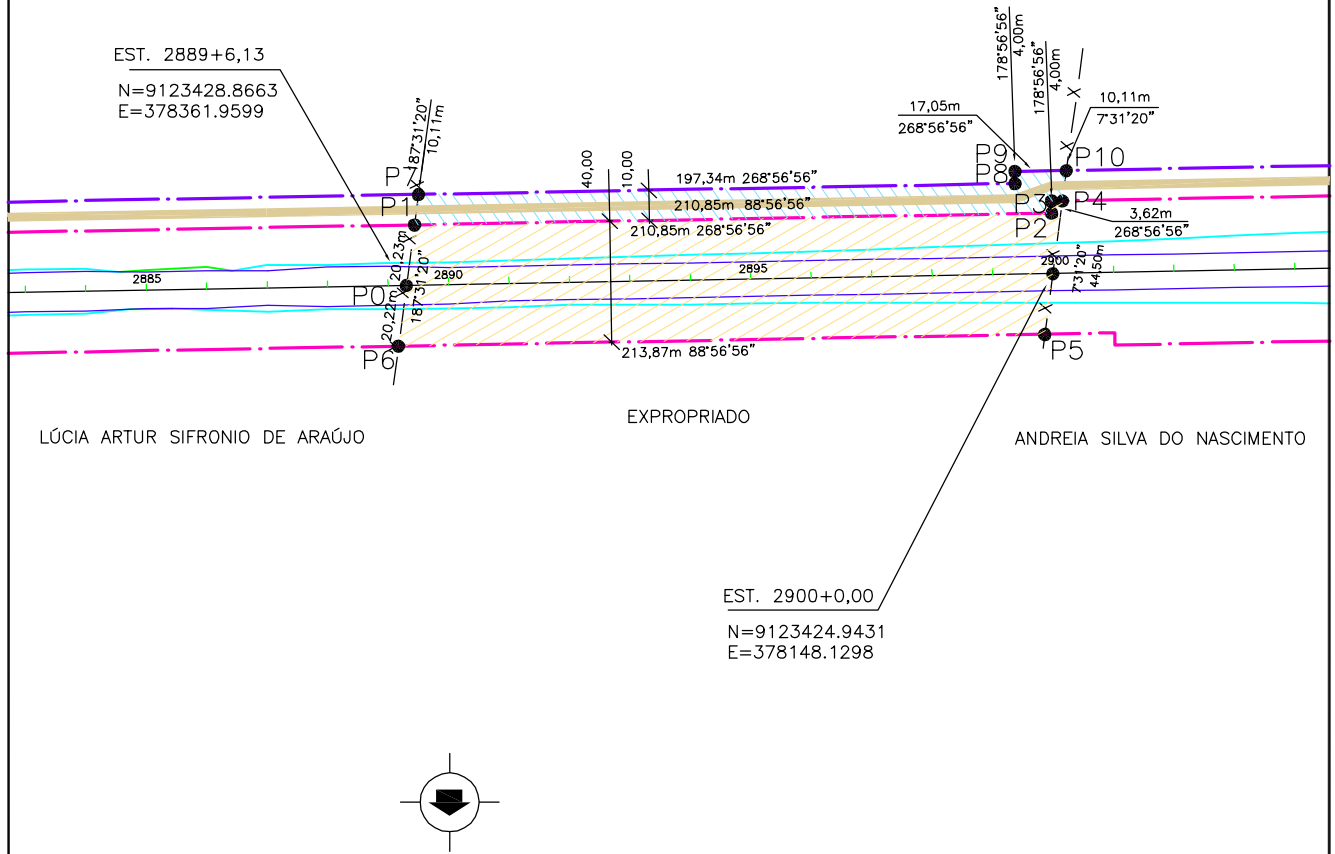 178°56'56"
4,00m
178°56'56"
4,00m
EST. 2889+6,13
N=9123428.8663
E=378361.9599
187°31'20"
10,11m
17,05m
268°56'56"
10,11m
7°31'20"
P7
P9
P8
P10
40,00
10,00
197,34m 268°56'56"
P1
210,85m 88°56'56"
210,85m 268°56'56"
P3
P4
P2
3,62m
268°56'56"
2885
2890
2895
2900
P0
20,23m
187°31'20"
20,22m
7°31'20"
44,50m
P6
213,87m 88°56'56"
P5
LÚCIA ARTUR SIFRONIO DE ARAÚJO
EXPROPRIADO
ANDREIA SILVA DO NASCIMENTO
EST. 2900+0,00
N=9123424.9431
E=378148.1298